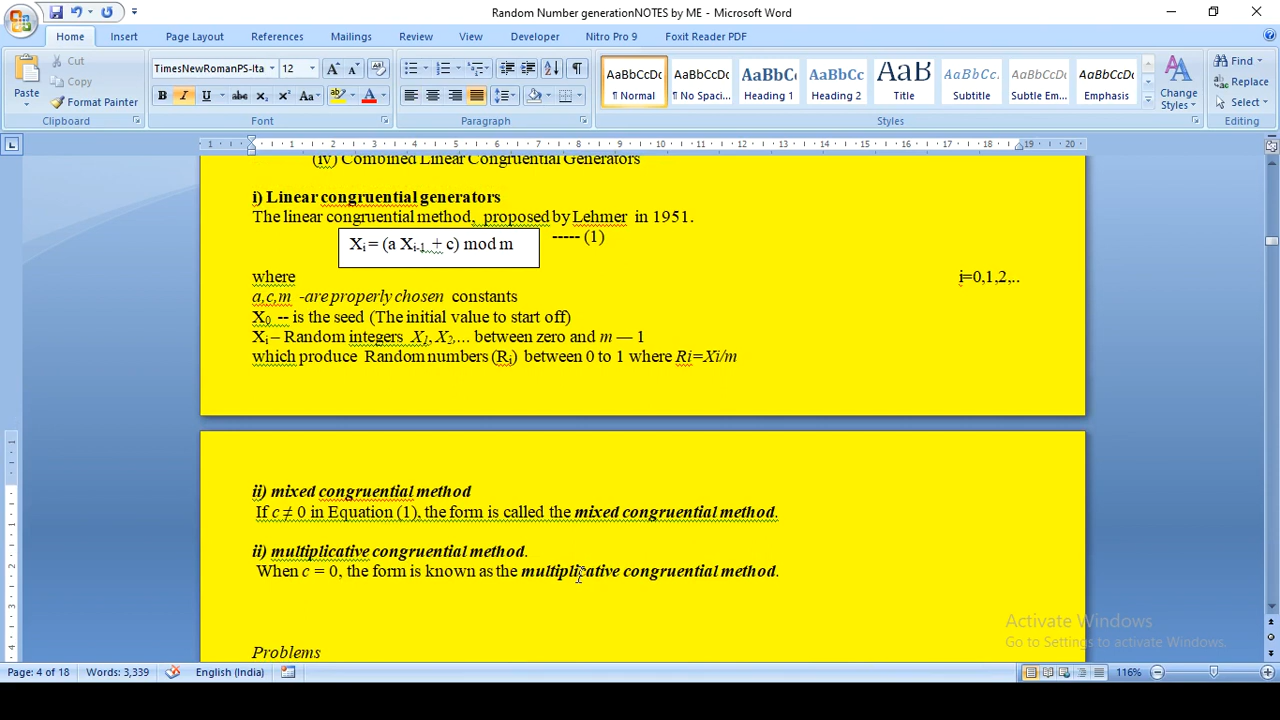 Random Number generationNOTES by ME - Microsoft Word
Home Insert Page Layout References Mailings Review View Developer Nitro Pro 9 Foxit Reader PDF
Paste
Cut
Copy
Format Painter
Clipboard
TimesNewRomanPS-Ita 12
Font
Paragraph
AaBbCcDc AaBbCcDc AaBbCc AaBbCc AaB AaBbCc. AaBbCcDc AaBbCcDc
¶ Normal ¶ No Spaci... Heading 1 Heading 2 Title Subtitle Subtle Em... Emphasis
Change Styles
Styles
Find
Replace
Select
Editing
(iv) Combined Linear Congruential Generators
i) Linear congruential generators
The linear congruential method, proposed by Lehmer in 1951.
Xi = (a Xi-1 + c) mod m ----- (1)
where i=0,1,2,..
a,c,m -are properly chosen constants
X0 -- is the seed (The initial value to start off)
Xi – Random integers X1, X2,... between zero and m — 1
which produce Random numbers (Ri) between 0 to 1 where Ri=Xi/m
ii) mixed congruential method
If c ≠ 0 in Equation (1), the form is called the mixed congruential method.
ii) multiplicative congruential method.
When c = 0, the form is known as the multiplicative congruential method.
Problems
Activate Windows
Go to Settings to activate Windows.
Page: 4 of 18 Words: 3,339 English (India) 116%